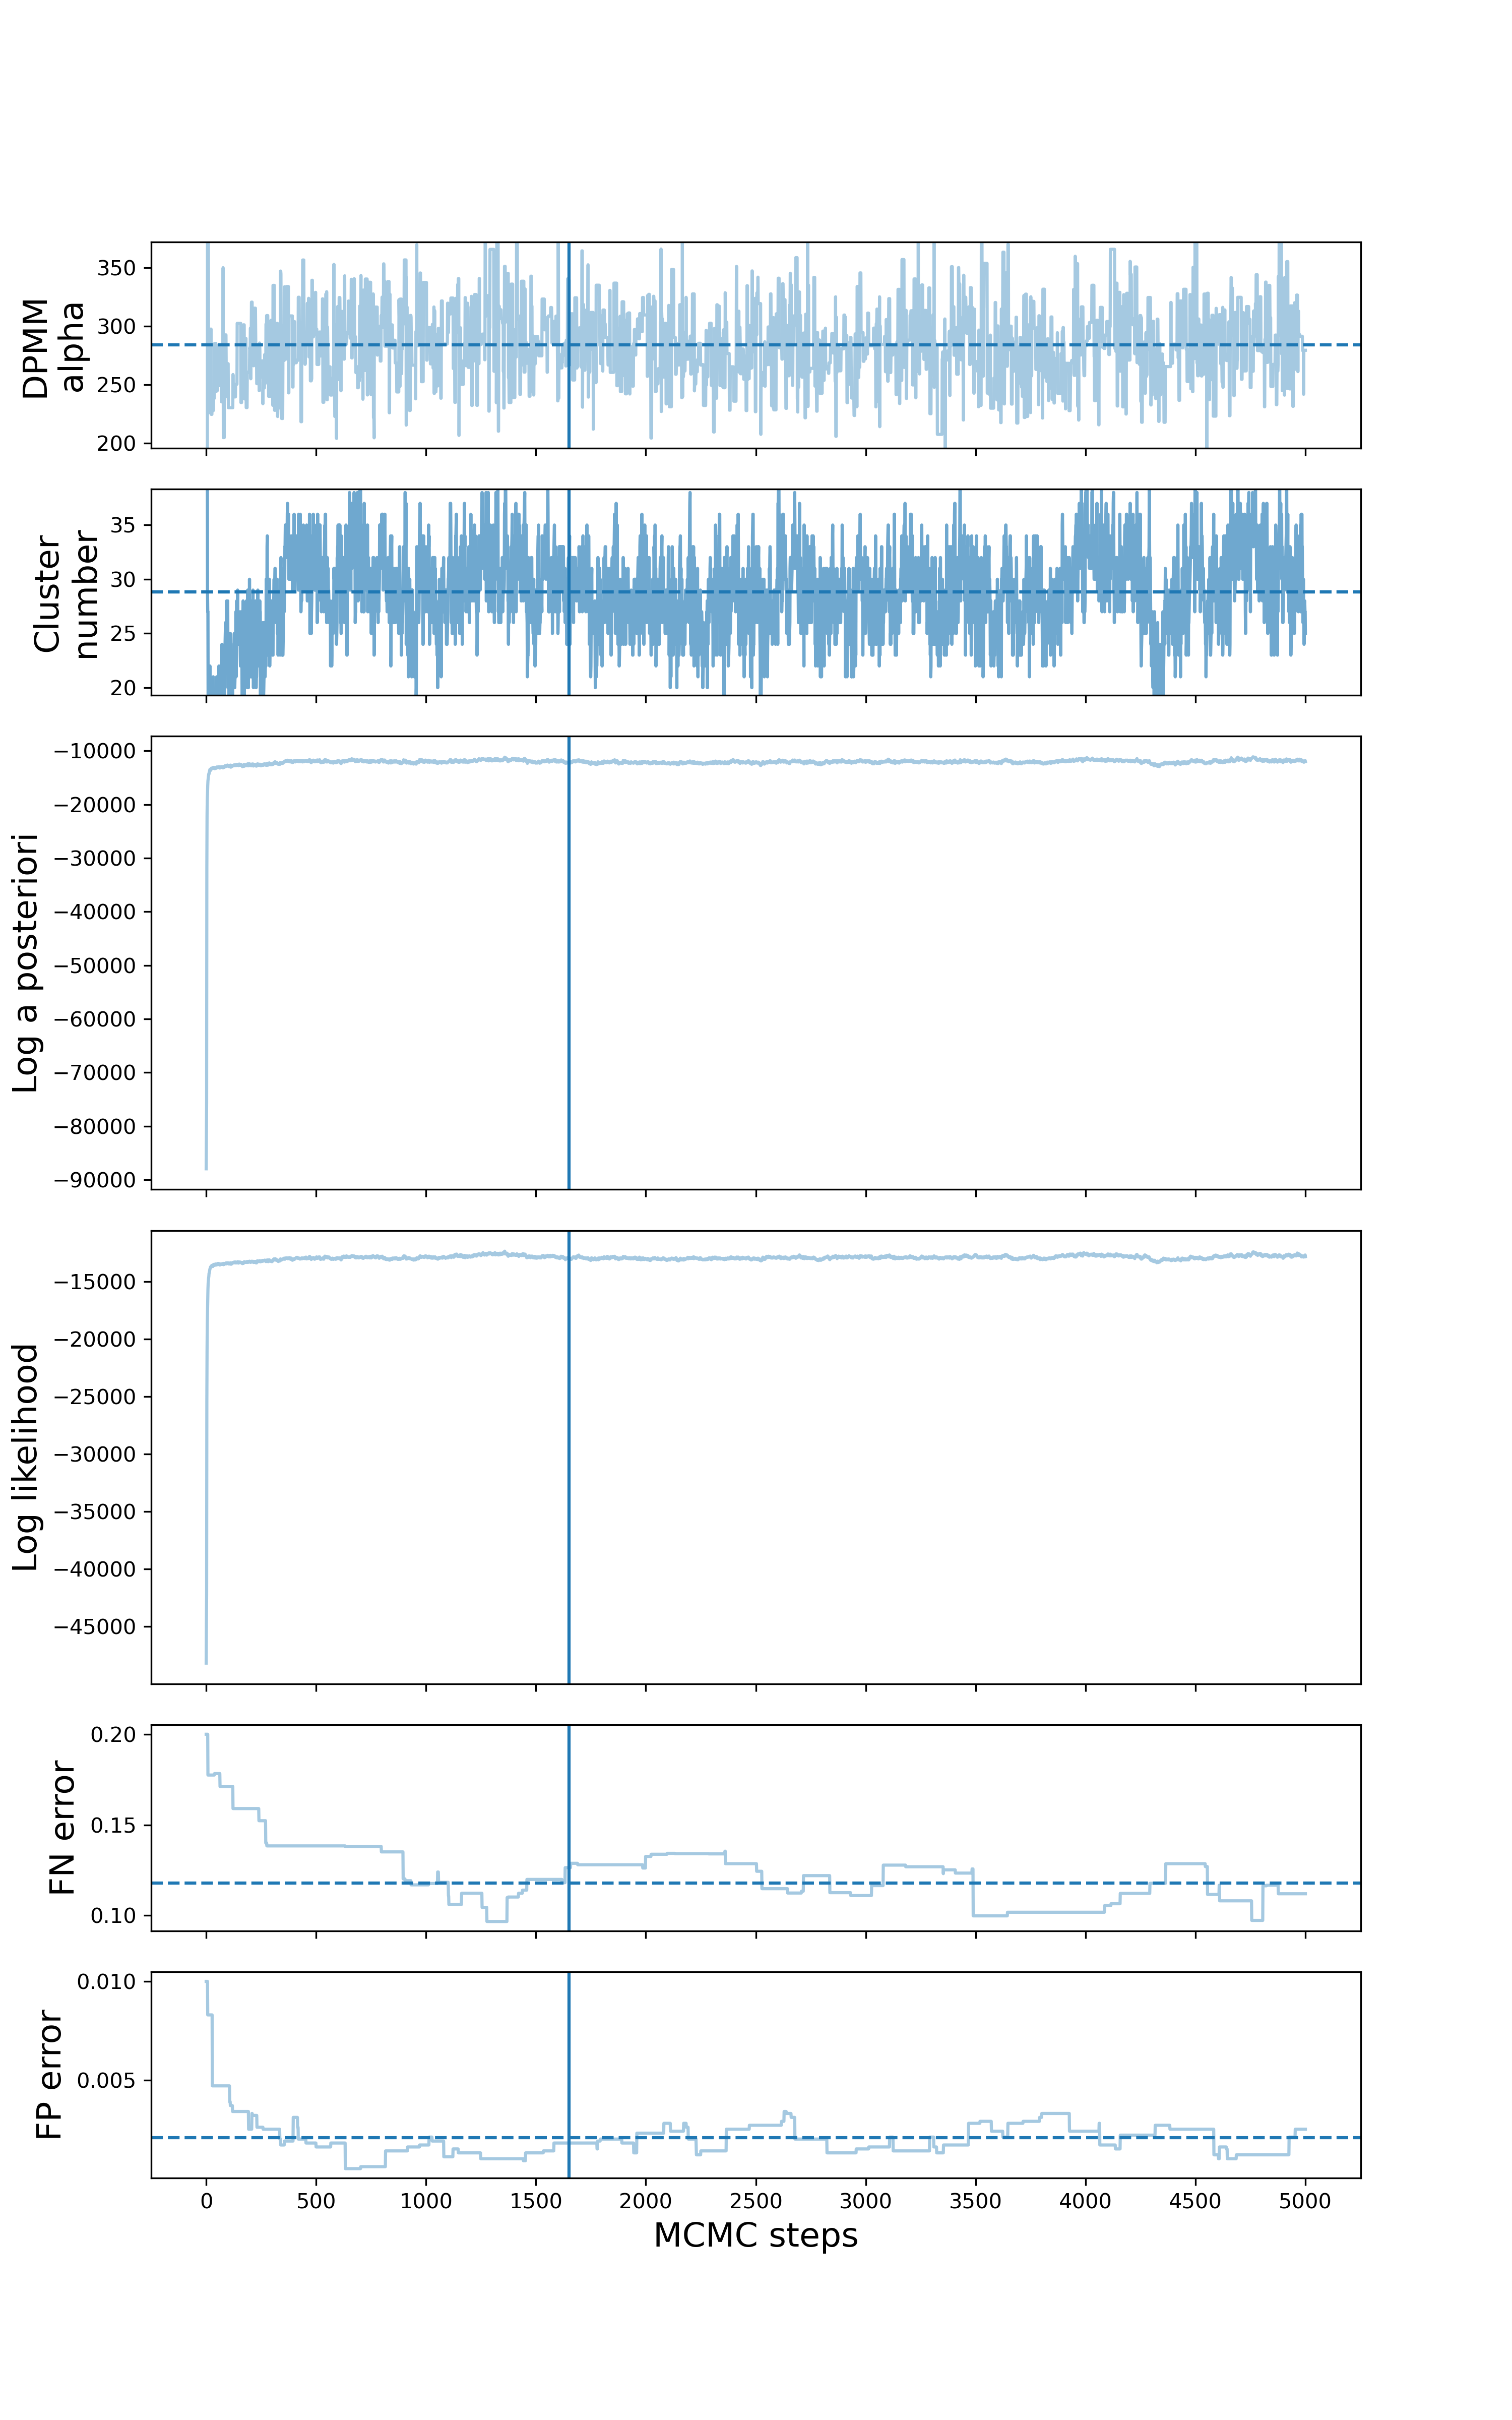 DPMM
alpha
350
300
250
200
Cluster
number
35
30
25
20
Log a posteriori
−10000
−20000
−30000
−40000
−50000
−60000
−70000
−80000
−90000
Log likelihood
−15000
−20000
−25000
−30000
−35000
−40000
−45000
FN error
0.20
0.15
0.10
FP error
0.010
0.005
0 500 1000 1500 2000 2500 3000 3500 4000 4500 5000
MCMC steps